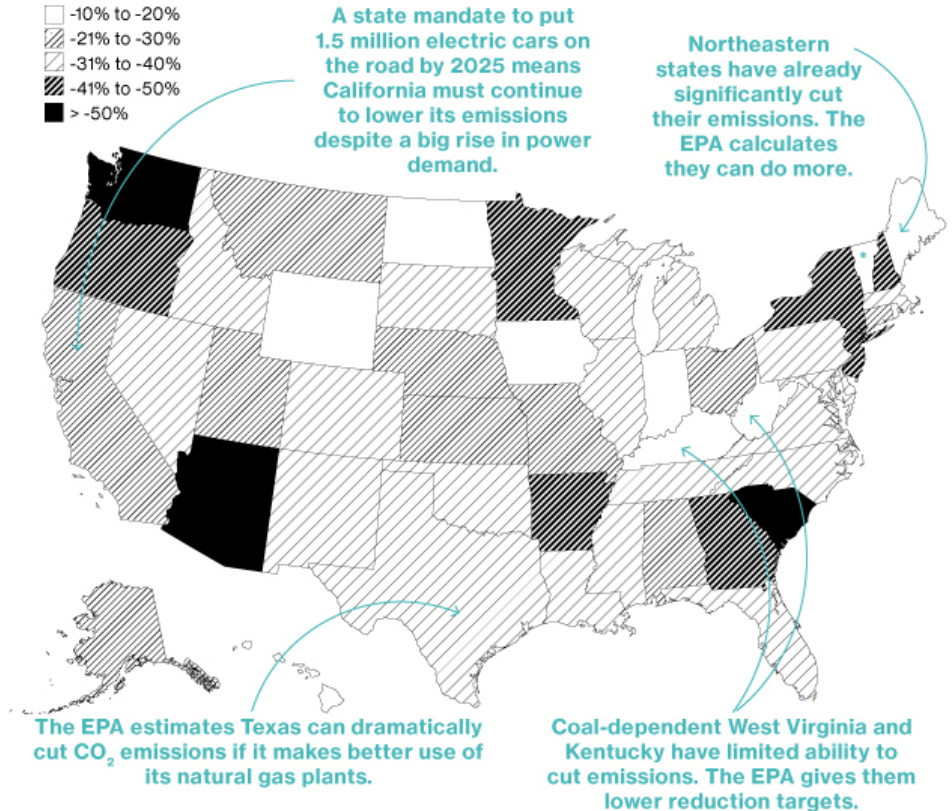 -10% to -20%
-21% to -30%
-31% to -40%
-41% to -50%
> -50%
A state mandate to put
1.5 million electric cars on
the road by 2025 means
California must continue
to lower its emissions
despite a big rise in power
demand.
Northeastern
states have already
significantly cut
their emissions. The
EPA calculates
they can do more.
*
The EPA estimates Texas can dramatically
cut CO₂ emissions if it makes better use of
its natural gas plants.
Coal-dependent West Virginia and
Kentucky have limited ability to
cut emissions. The EPA gives them
lower reduction targets.